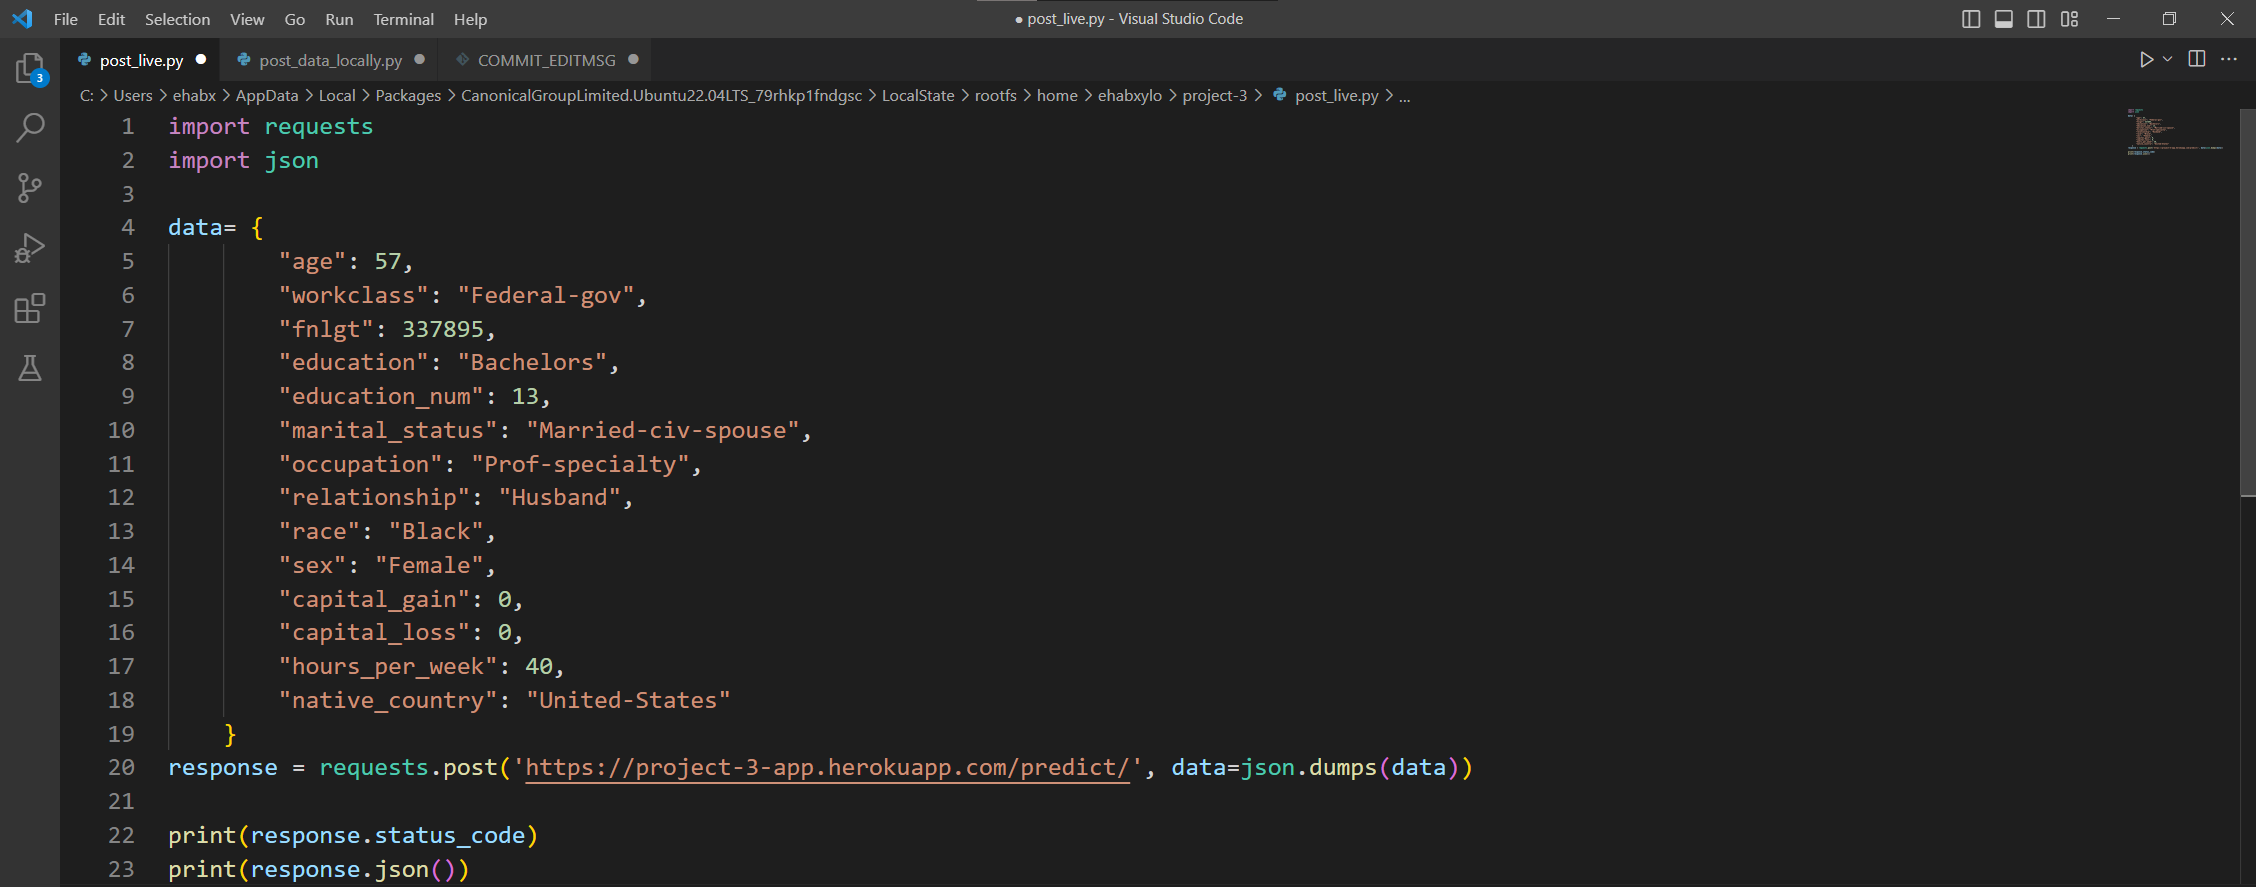 File Edit Selection View Go Run Terminal Help ● post_live.py - Visual Studio Code
post_live.py ● post_data_locally.py ● COMMIT_EDITMSG ●
3
C: > Users > ehabx > AppData > Local > Packages > CanonicalGroupLimited.Ubuntu22.04LTS_79rhkp1fndgsc > LocalState > rootfs > home > ehabxylo > project-3 > post_live.py > ...
1 import requests
2 import json
3
4 data= {
5         "age": 57,
6         "workclass": "Federal-gov",
7         "fnlgt": 337895,
8         "education": "Bachelors",
9         "education_num": 13,
10         "marital_status": "Married-civ-spouse",
11         "occupation": "Prof-specialty",
12         "relationship": "Husband",
13         "race": "Black",
14         "sex": "Female",
15         "capital_gain": 0,
16         "capital_loss": 0,
17         "hours_per_week": 40,
18         "native_country": "United-States"
19     }
20 response = requests.post('https://project-3-app.herokuapp.com/predict/', data=json.dumps(data))
21
22 print(response.status_code)
23 print(response.json())